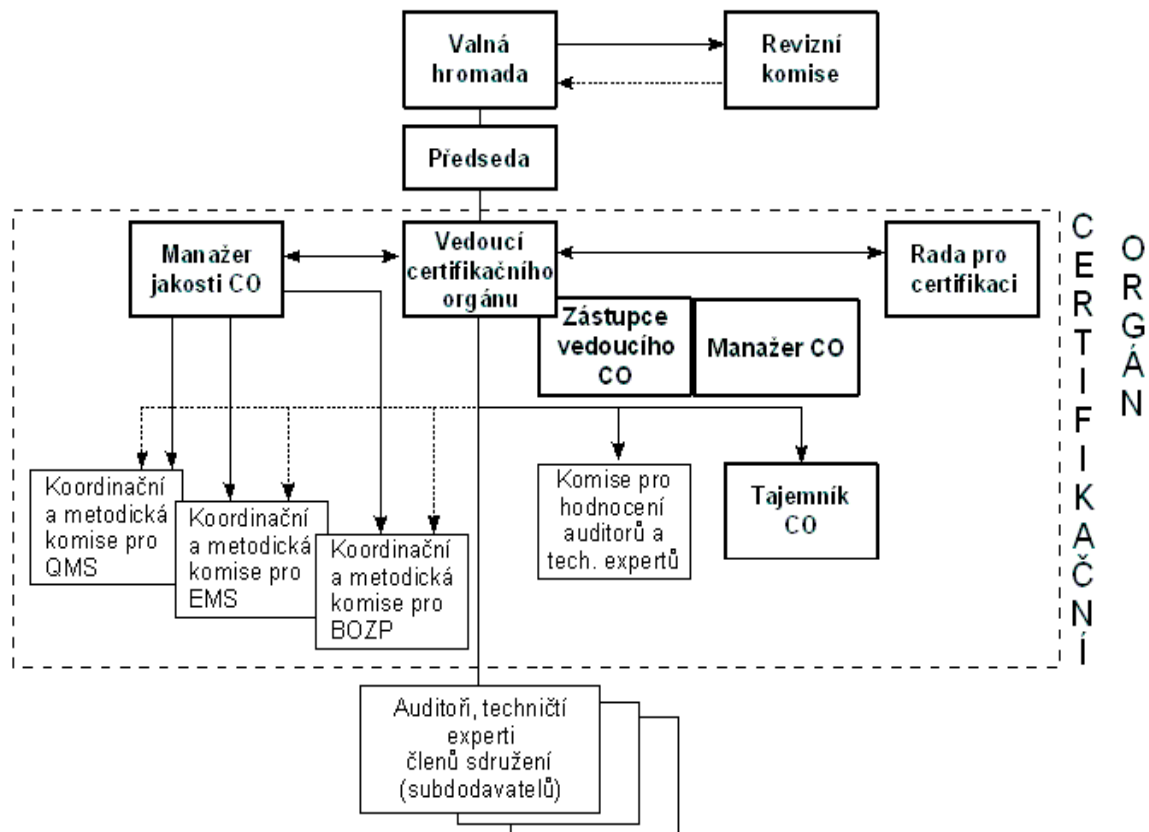 Valná
hromada
Revizní
komise
Předseda
Manažer
jakosti CO
Vedoucí
certifikačního
orgánu
Rada pro
certifikaci
Zástupce
vedoucího
CO
Manažer CO
Koordinační
a metodická
komise pro
QMS
Koordinační
a metodická
komise pro
EMS
Koordinační
a metodická
komise pro
BOZP
Komise pro
hodnocení
auditorů a
tech. expertů
Tajemník
CO
Auditoři, techničtí
experti
členů sdružení
(subdodavatelů)
CERTIFIKAČNÍ
ORGÁN